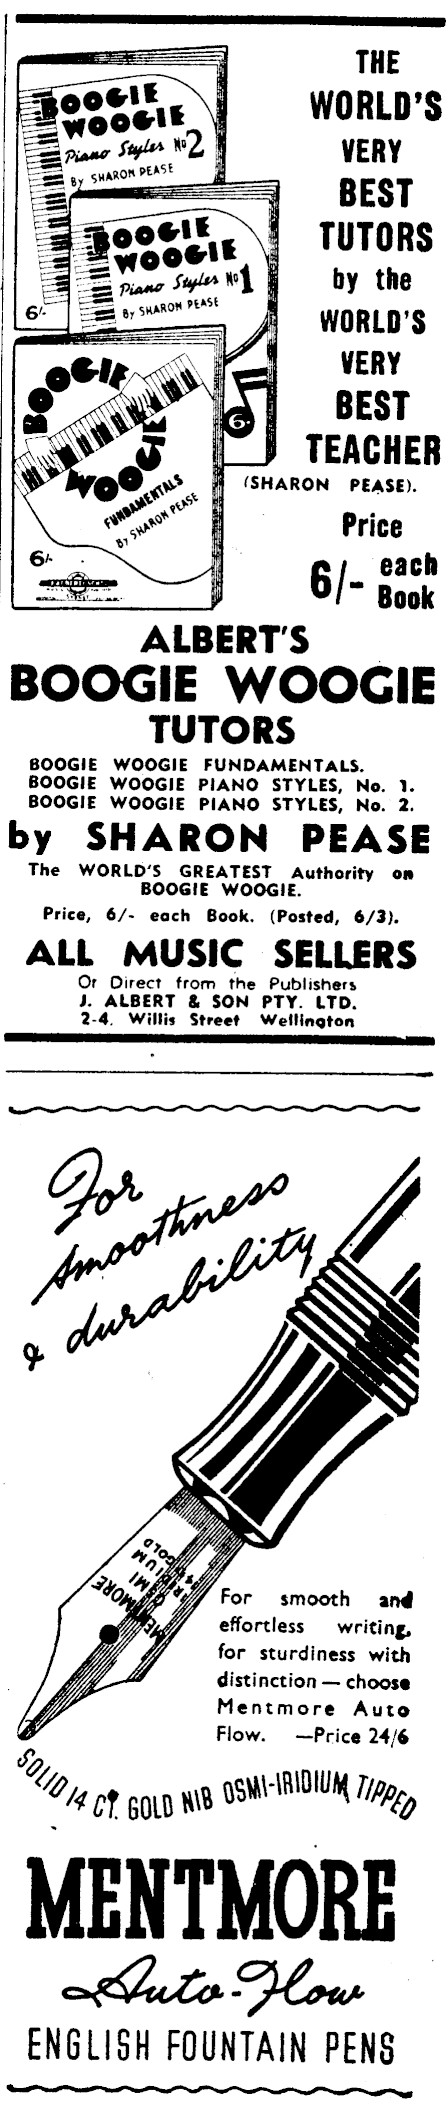 BOOGIE
WOOGIE
Piano Styles No 2
By SHARON PEASE
6/-
BOOGIE
WOOGIE
Piano Styles No 1
By SHARON PEASE
6
BOOGIE
WOOGIE
FUNDAMENTALS
By SHARON PEASE
6/-
THE
WORLD'S
VERY
BEST
TUTORS
by the
WORLD'S
VERY
BEST
TEACHER
(SHARON PEASE).
Price
6/- each
Book
ALBERT'S
BOOGIE WOOGIE
TUTORS
BOOGIE WOOGIE FUNDAMENTALS.
BOOGIE WOOGIE PIANO STYLES, No. 1.
BOOGIE WOOGIE PIANO STYLES, No. 2.
by SHARON PEASE
The WORLD'S GREATEST Authority on
BOOGIE WOOGIE.
Price, 6/- each Book. (Posted, 6/3).
ALL MUSIC SELLERS
Or Direct from the Publishers
J. ALBERT & SON PTY. LTD.
2-4, Willis Street Wellington
For
smoothness
& durability
MENTMORE
OSMI
IRIDIUM
14 CT
GOLD
MENTMORE
For smooth and
effortless writing,
for sturdiness with
distinction — choose
Mentmore Auto
Flow. —Price 24/6
SOLID 14 CT. GOLD NIB OSMI-IRIDIUM TIPPED
MENTMORE
Auto-Flow
ENGLISH FOUNTAIN PENS